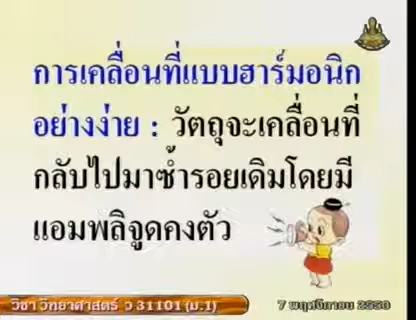 การเคลื่อนที่แบบฮาร์มอนิก
อย่างง่าย : วัตถุจะเคลื่อนที่
กลับไปมาซ้ำรอยเดิมโดยมี
แอมพลิจูดคงตัว
วิชา วิทยาศาสตร์ ว 31101 (ม.1)
7 พฤศจิกายน 2550